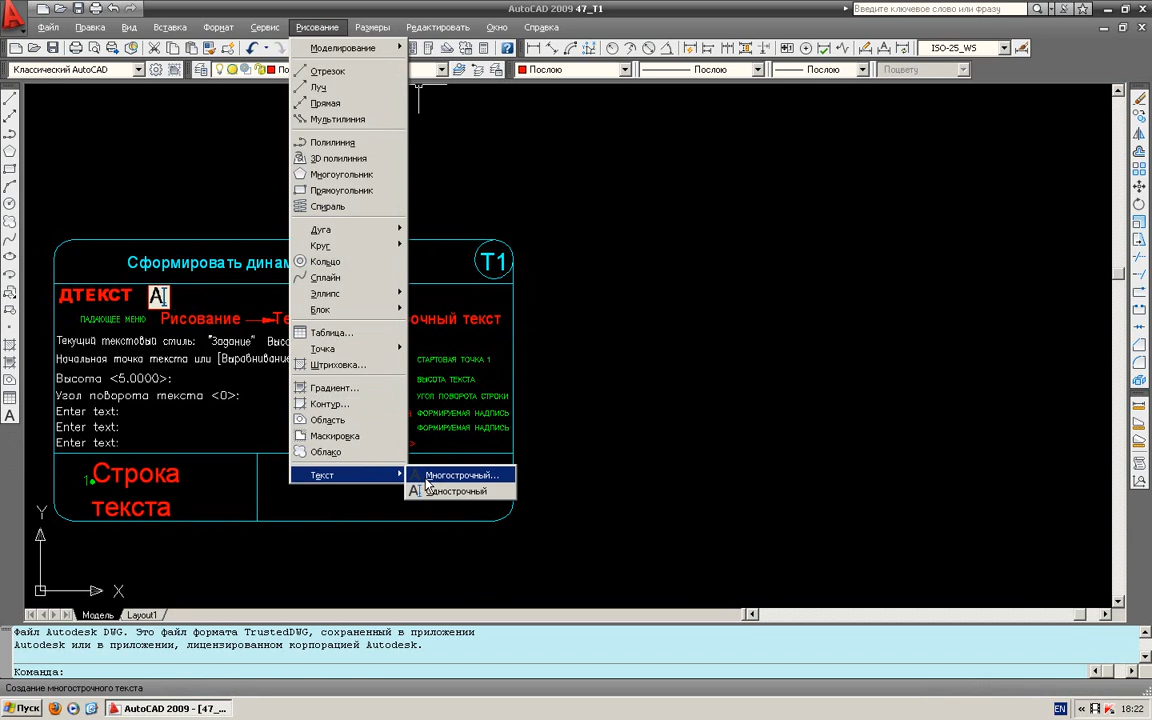 AutoCAD 2009 47_T1
Введите ключевое слово или фразу
Файл Правка Вид Вставка Формат Сервис Рисование Размеры Редактировать Окно Справка
ISO-25_WS
Классический AutoCAD
По
Послою
Послою
Послою
Поцвету
Моделирование
Отрезок
Луч
Прямая
Мультилиния
Полилиния
3D полилиния
Многоугольник
Прямоугольник
Спираль
Дуга
Круг
Кольцо
Сплайн
Эллипс
Блок
Таблица...
Точка
Штриховка...
Градиент...
Контур...
Область
Маскировка
Облако
Текст
Многострочный...
Однострочный
Сформировать дина
T1
ДТЕКСТ
A
ПАДАЮЩЕЕ МЕНЮ Рисование Те очный текст
Текущий текстовый стиль: "Задание" Высо
Начальная точка текста или [Выравнивание СТАРТОВАЯ ТОЧКА 1
Высота <5.0000>: ВЫСОТА ТЕКСТА
Угол поворота текста <0>: УГОЛ ПОВОРОТА СТРОКИ
Enter text: ФОРМИРУЕМАЯ НАДПИСЬ
Enter text: ФОРМИРУЕМАЯ НАДПИСЬ
Enter text: >
1 Строка
текста
Y
X
A
Модель Layout1
Файл Autodesk DWG. Это файл формата TrustedDWG, сохраненный в приложении
Autodesk или в приложении, лицензированном корпорацией Autodesk.
Команда:
Создание многострочного текста
Пуск AutoCAD 2009 - [47_... EN 18:22